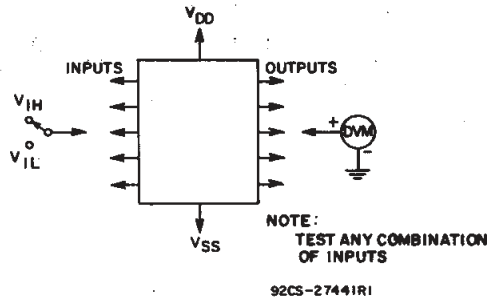 VDD
INPUTS
OUTPUTS
VIH
VIL
+
DVM
-
VSS
NOTE:
TEST ANY COMBINATION
OF INPUTS
92CS-27441R1